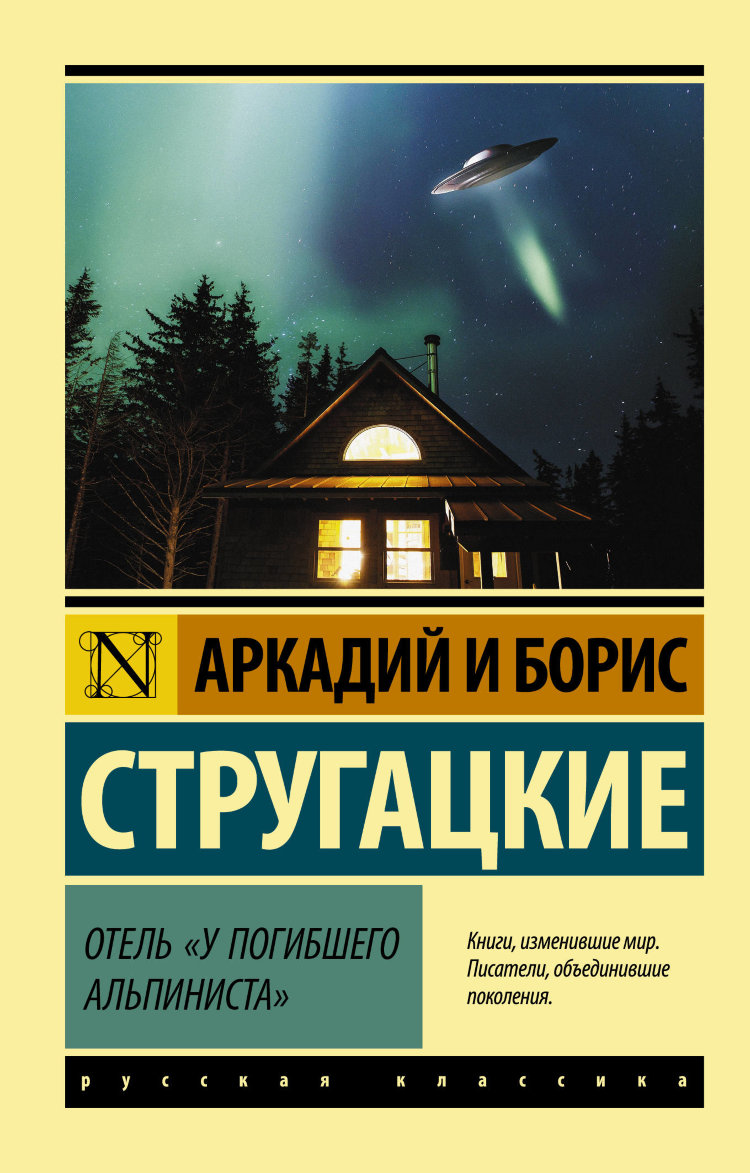 N
АРКАДИЙ И БОРИС
СТРУГАЦКИЕ
ОТЕЛЬ «У ПОГИБШЕГО
АЛЬПИНИСТА»
Книги, изменившие мир.
Писатели, объединившие
поколения.
русская классика